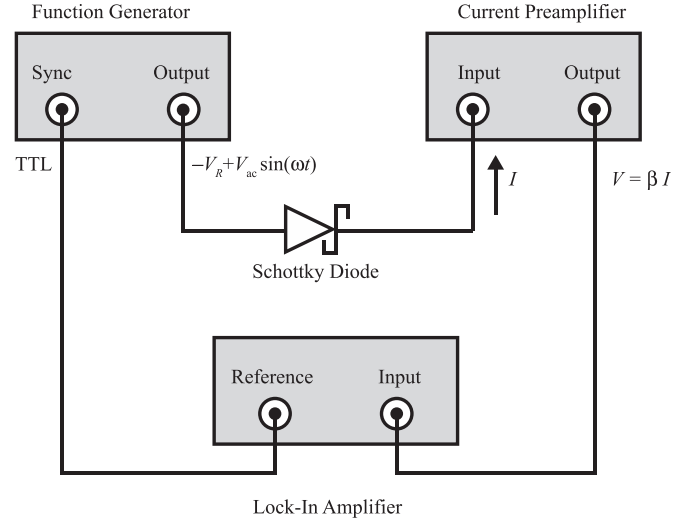 Function Generator
Current Preamplifier
Sync
Output
Input
Output
TTL
−V_R+V_ac sin(ωt)
I
V = β I
Schottky Diode
Reference
Input
Lock-In Amplifier